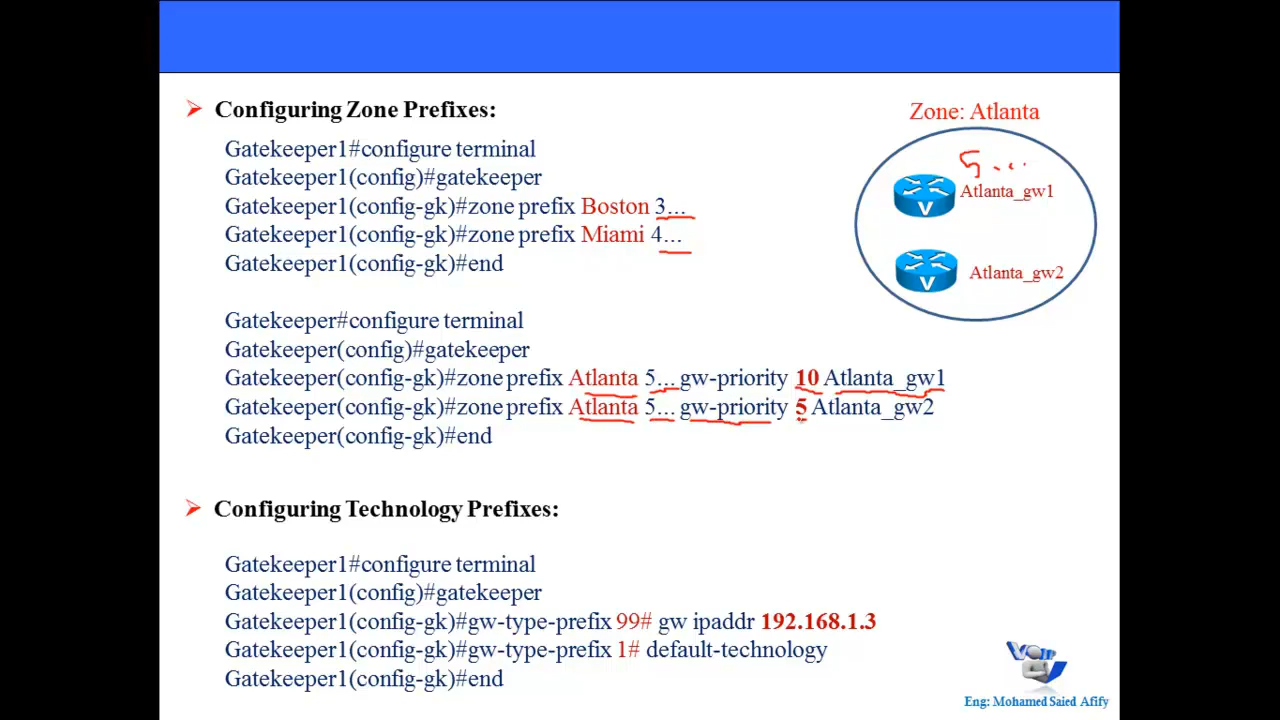 Configuring Zone Prefixes:
Gatekeeper1#configure terminal
Gatekeeper1(config)#gatekeeper
Gatekeeper1(config-gk)#zone prefix Boston 3...
Gatekeeper1(config-gk)#zone prefix Miami 4...
Gatekeeper1(config-gk)#end
Gatekeeper#configure terminal
Gatekeeper(config)#gatekeeper
Gatekeeper(config-gk)#zone prefix Atlanta 5... gw-priority 10 Atlanta_gw1
Gatekeeper(config-gk)#zone prefix Atlanta 5... gw-priority 5 Atlanta_gw2
Gatekeeper(config-gk)#end
Zone: Atlanta
5...
Atlanta_gw1
V
Atlanta_gw2
V
Configuring Technology Prefixes:
Gatekeeper1#configure terminal
Gatekeeper1(config)#gatekeeper
Gatekeeper1(config-gk)#gw-type-prefix 99# gw ipaddr 192.168.1.3
Gatekeeper1(config-gk)#gw-type-prefix 1# default-technology
Gatekeeper1(config-gk)#end
Eng: Mohamed Saied Afify